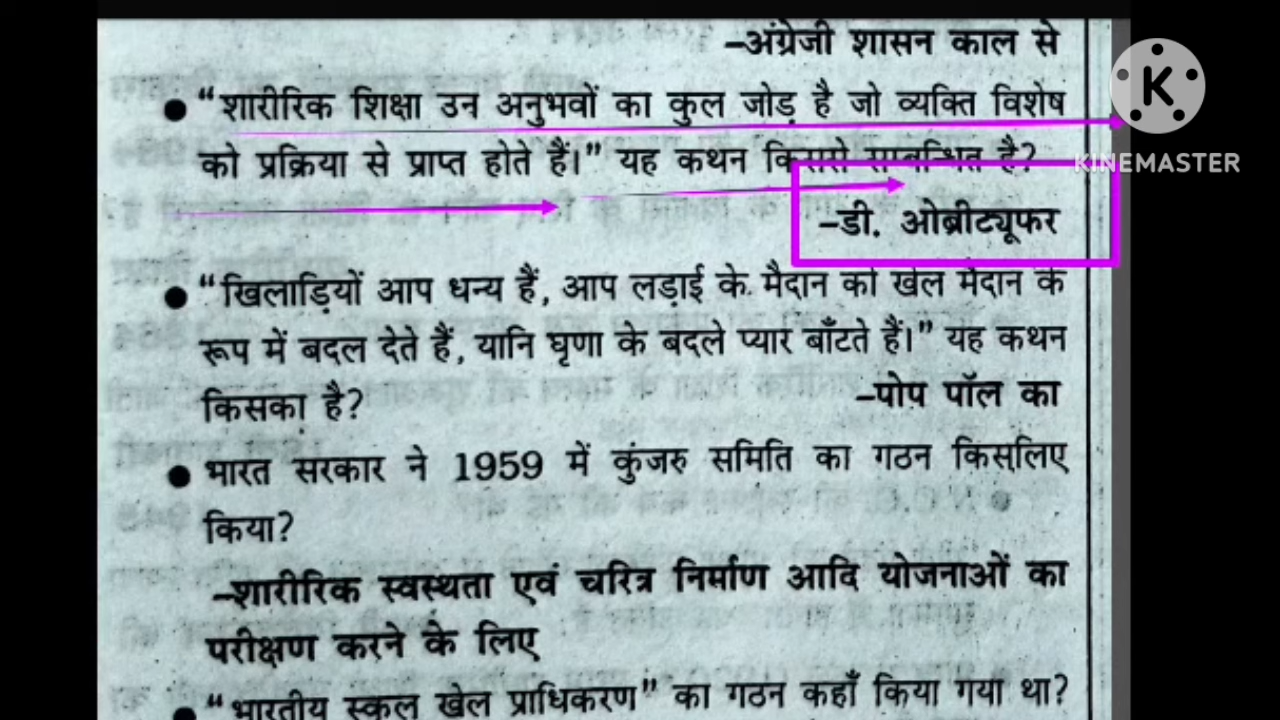 –अंग्रेजी शासन काल से
● “शारीरिक शिक्षा उन अनुभवों का कुल जोड़ है जो व्यक्ति विशेष
को प्रक्रिया से प्राप्त होते हैं।” यह कथन किससे सम्बन्धित है?
–डी. ओब्रीट्यूफर
● “खिलाड़ियों आप धन्य हैं, आप लड़ाई के मैदान को खेल मैदान के
रूप में बदल देते हैं, यानि घृणा के बदले प्यार बाँटते हैं।” यह कथन
किसका है? –पोप पॉल का
● भारत सरकार ने 1959 में कुंजरु समिति का गठन किसलिए
किया?
–शारीरिक स्वस्थता एवं चरित्र निर्माण आदि योजनाओं का
परीक्षण करने के लिए
● “भारतीय स्कूल खेल प्राधिकरण” का गठन कहाँ किया गया था?
K
KINEMASTER